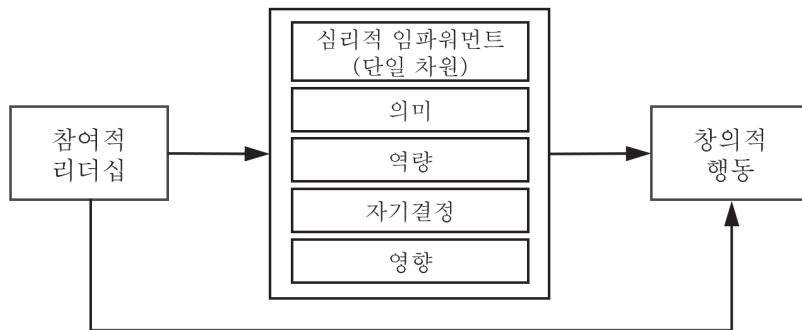 참여적
리더십
심리적 임파워먼트
(단일 차원)
의미
역량
자기결정
영향
창의적
행동